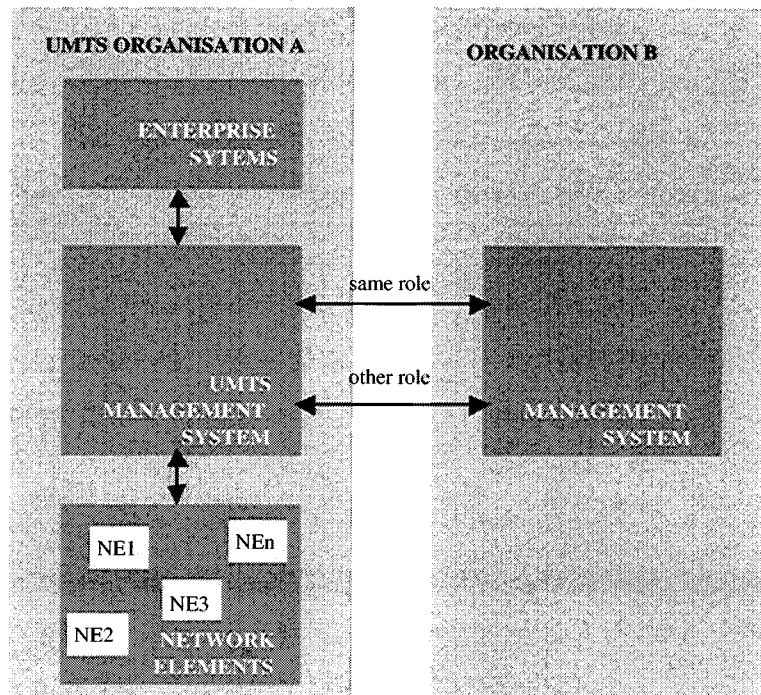 UMTS ORGANISATION A
ENTERPRISE
SYTEMS
UMTS
MANAGEMENT
SYSTEM
NE1
NEn
NE3
NE2
NETWORK
ELEMENTS
same role
other role
ORGANISATION B
MANAGEMENT
SYSTEM